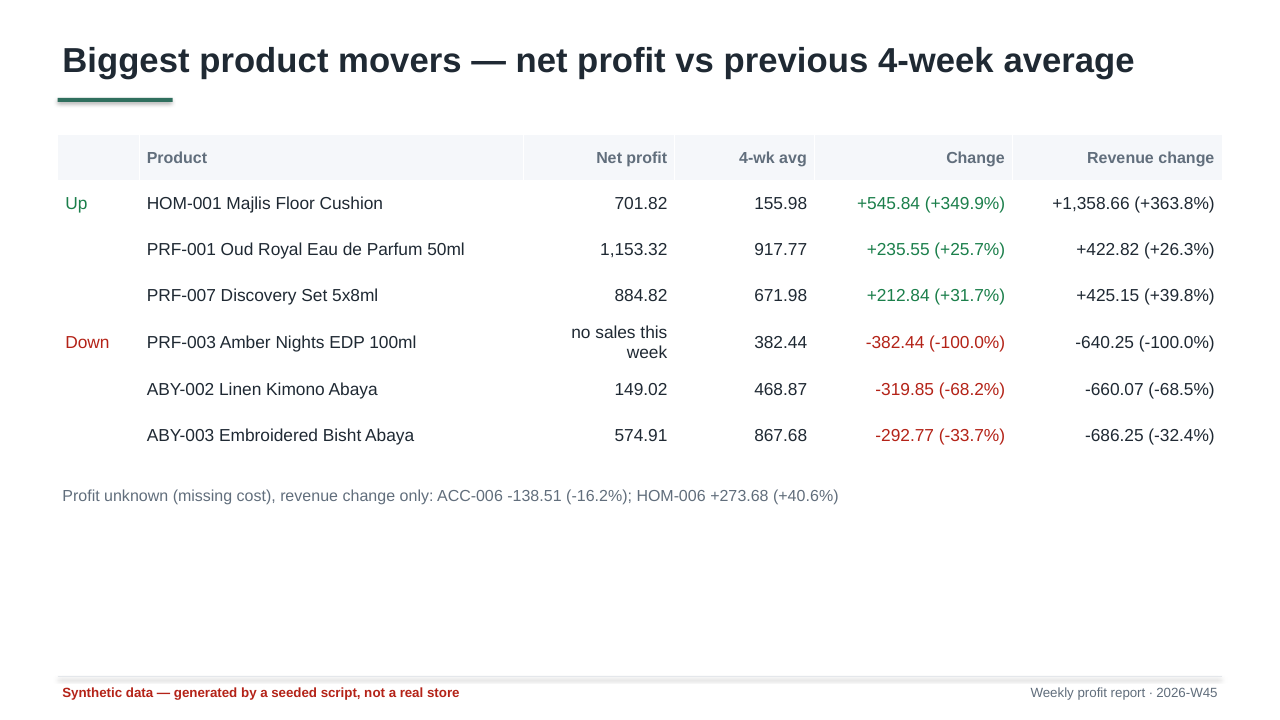 Biggest product movers — net profit vs previous 4-week average
Product Net profit 4-wk avg Change Revenue change
Up HOM-001 Majlis Floor Cushion 701.82 155.98 +545.84 (+349.9%) +1,358.66 (+363.8%)
PRF-001 Oud Royal Eau de Parfum 50ml 1,153.32 917.77 +235.55 (+25.7%) +422.82 (+26.3%)
PRF-007 Discovery Set 5x8ml 884.82 671.98 +212.84 (+31.7%) +425.15 (+39.8%)
Down PRF-003 Amber Nights EDP 100ml no sales this week 382.44 -382.44 (-100.0%) -640.25 (-100.0%)
ABY-002 Linen Kimono Abaya 149.02 468.87 -319.85 (-68.2%) -660.07 (-68.5%)
ABY-003 Embroidered Bisht Abaya 574.91 867.68 -292.77 (-33.7%) -686.25 (-32.4%)
Profit unknown (missing cost), revenue change only: ACC-006 -138.51 (-16.2%); HOM-006 +273.68 (+40.6%)
Synthetic data — generated by a seeded script, not a real store
Weekly profit report · 2026-W45